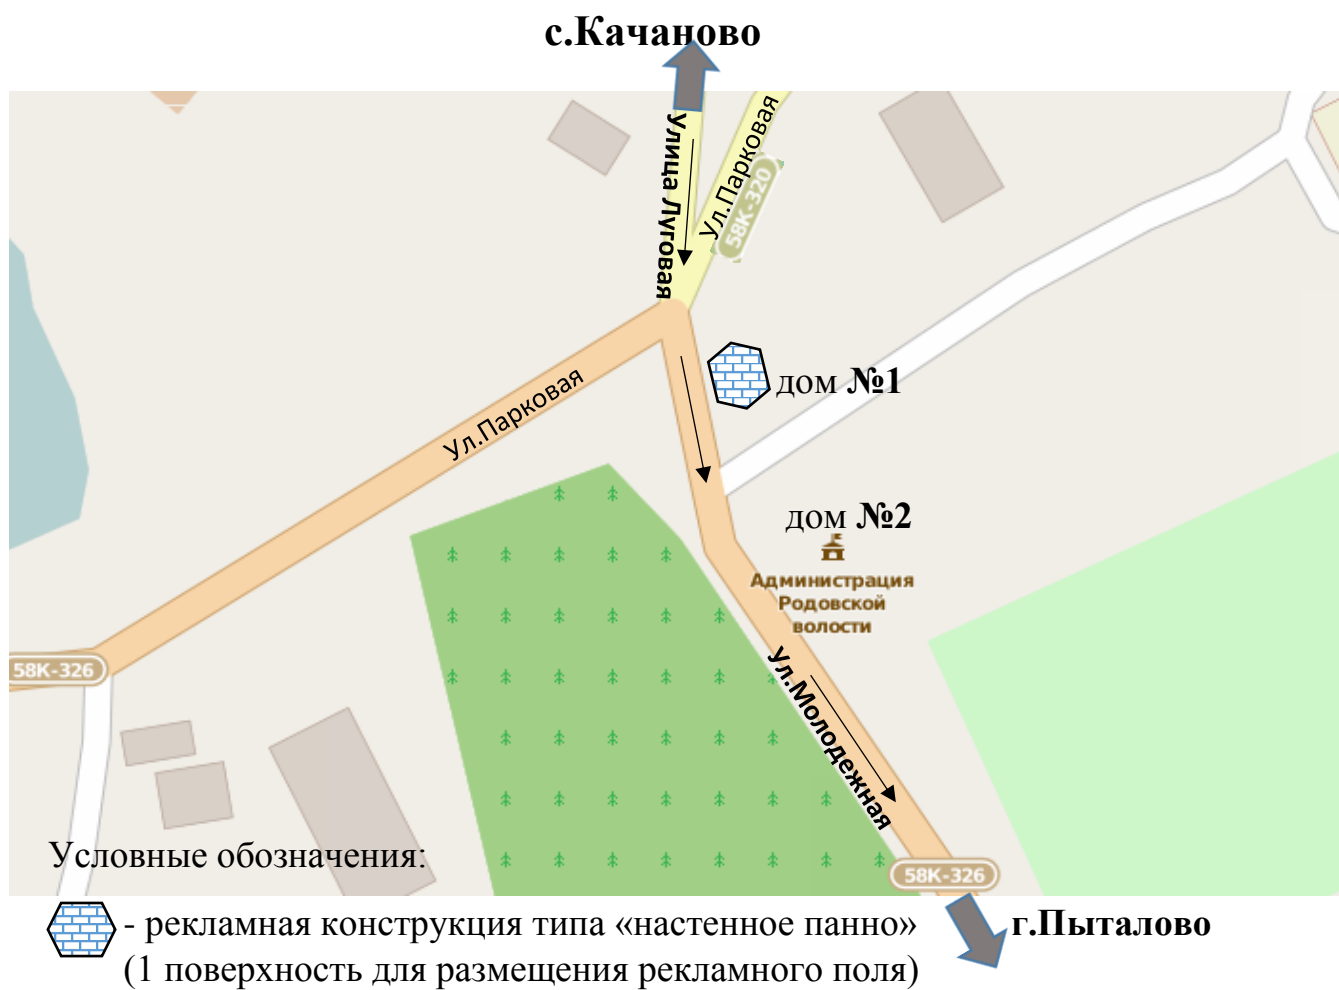 с.Качаново
Улица Луговая
Ул.Парковая
58К-320
Ул.Парковая
дом №1
дом №2
Администрация
Родовской
волости
58К-326
Ул.Молодежная
Условные обозначения:
58К-326
- рекламная конструкция типа «настенное панно»
(1 поверхность для размещения рекламного поля)
г.Пыталово